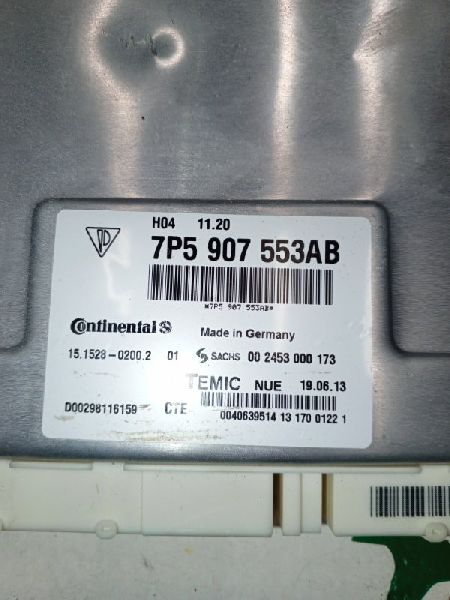 H04 11.20
7P5 907 553AB
*7P5 907 553AB*
Continental
Made in Germany
15.1528-0200.2 01
SACHS 00 2453 000 173
TEMIC NUE 19.06.13
D00298116159 CTE
0040639514 13 170 0122 1